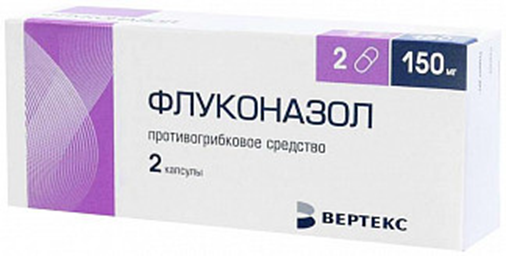 2 150 мг
ФЛУКОНАЗОЛ
противогрибковое средство
2 капсулы
ВЕРТЕКС